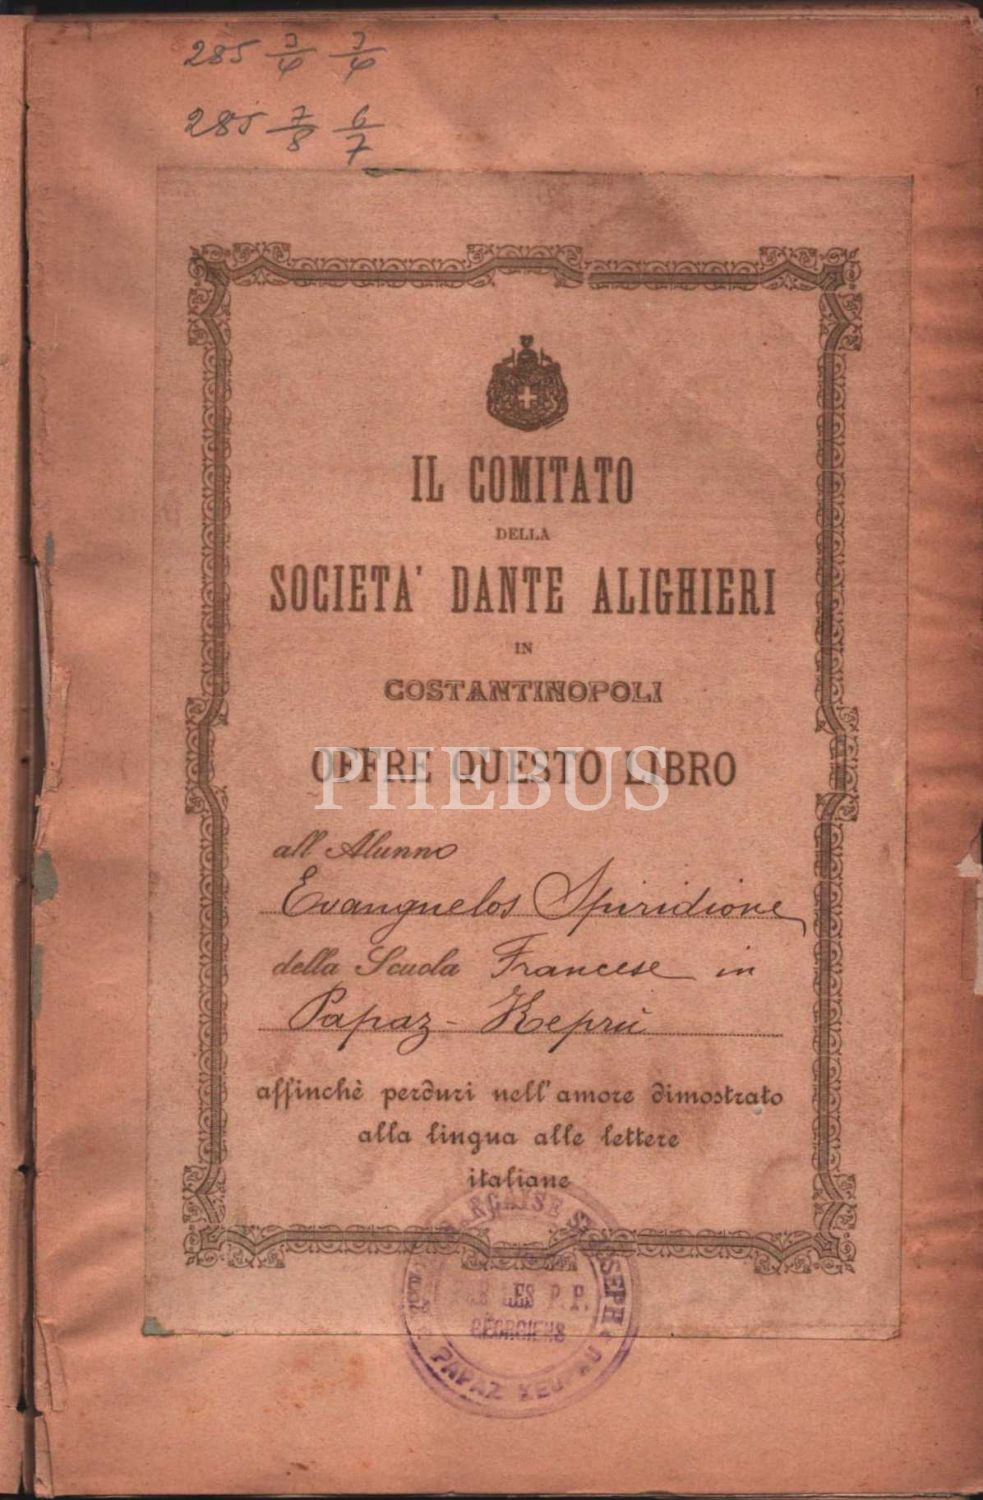 285 3/4 3/4
285 7/8 6/7
IL COMITATO
DELLA
SOCIETA' DANTE ALIGHIERI
IN
COSTANTINOPOLI
OFFRE QUESTO LIBRO
PHEBUS
all' Alunno
Evanguelos Spiridione
della Scuola Francese in
Papaz-Keprü
affinchè perduri nell'amore dimostrato
alla lingua alle lettere
italiane
LES P. P.
GÉORGIENS
PAPAZ